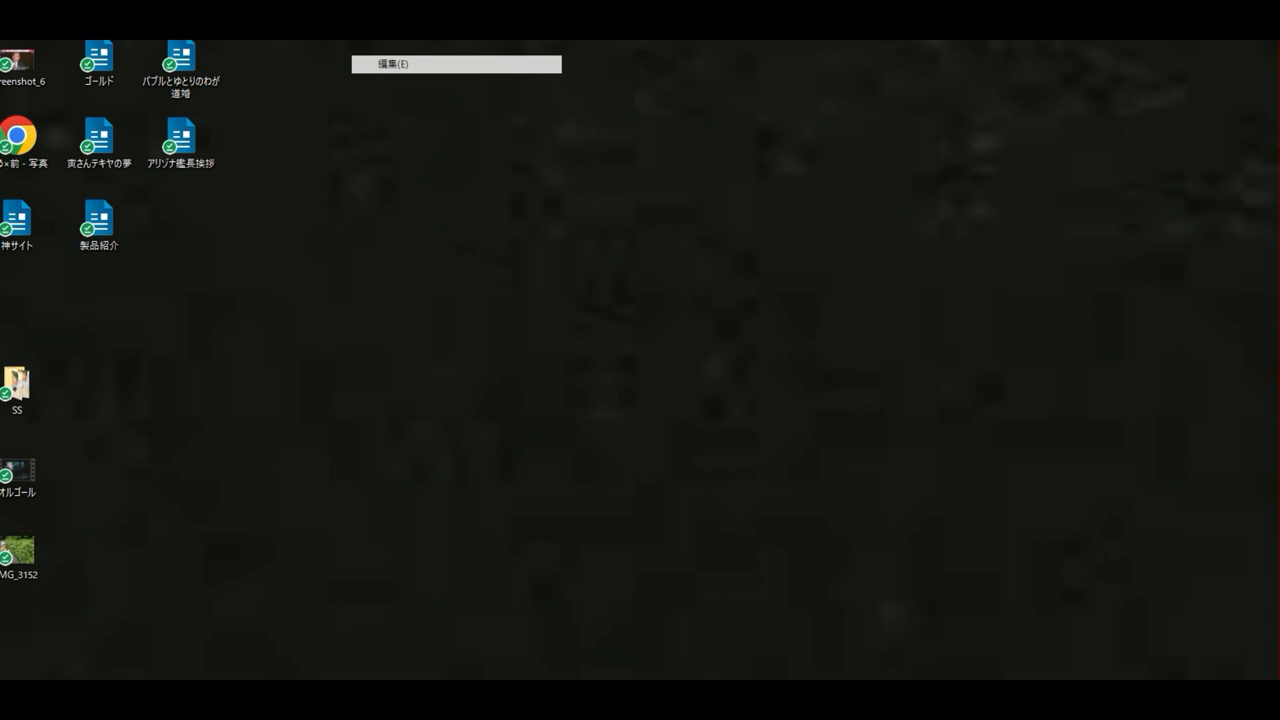 reenshot_6
ゴールド
バブルとゆとりのわが
道婚
編集(E)
×前 - 写真
寅さんテキヤの夢
アリゾナ艦長挨拶
神サイト
製品紹介
SS
オルゴール
MG_3152